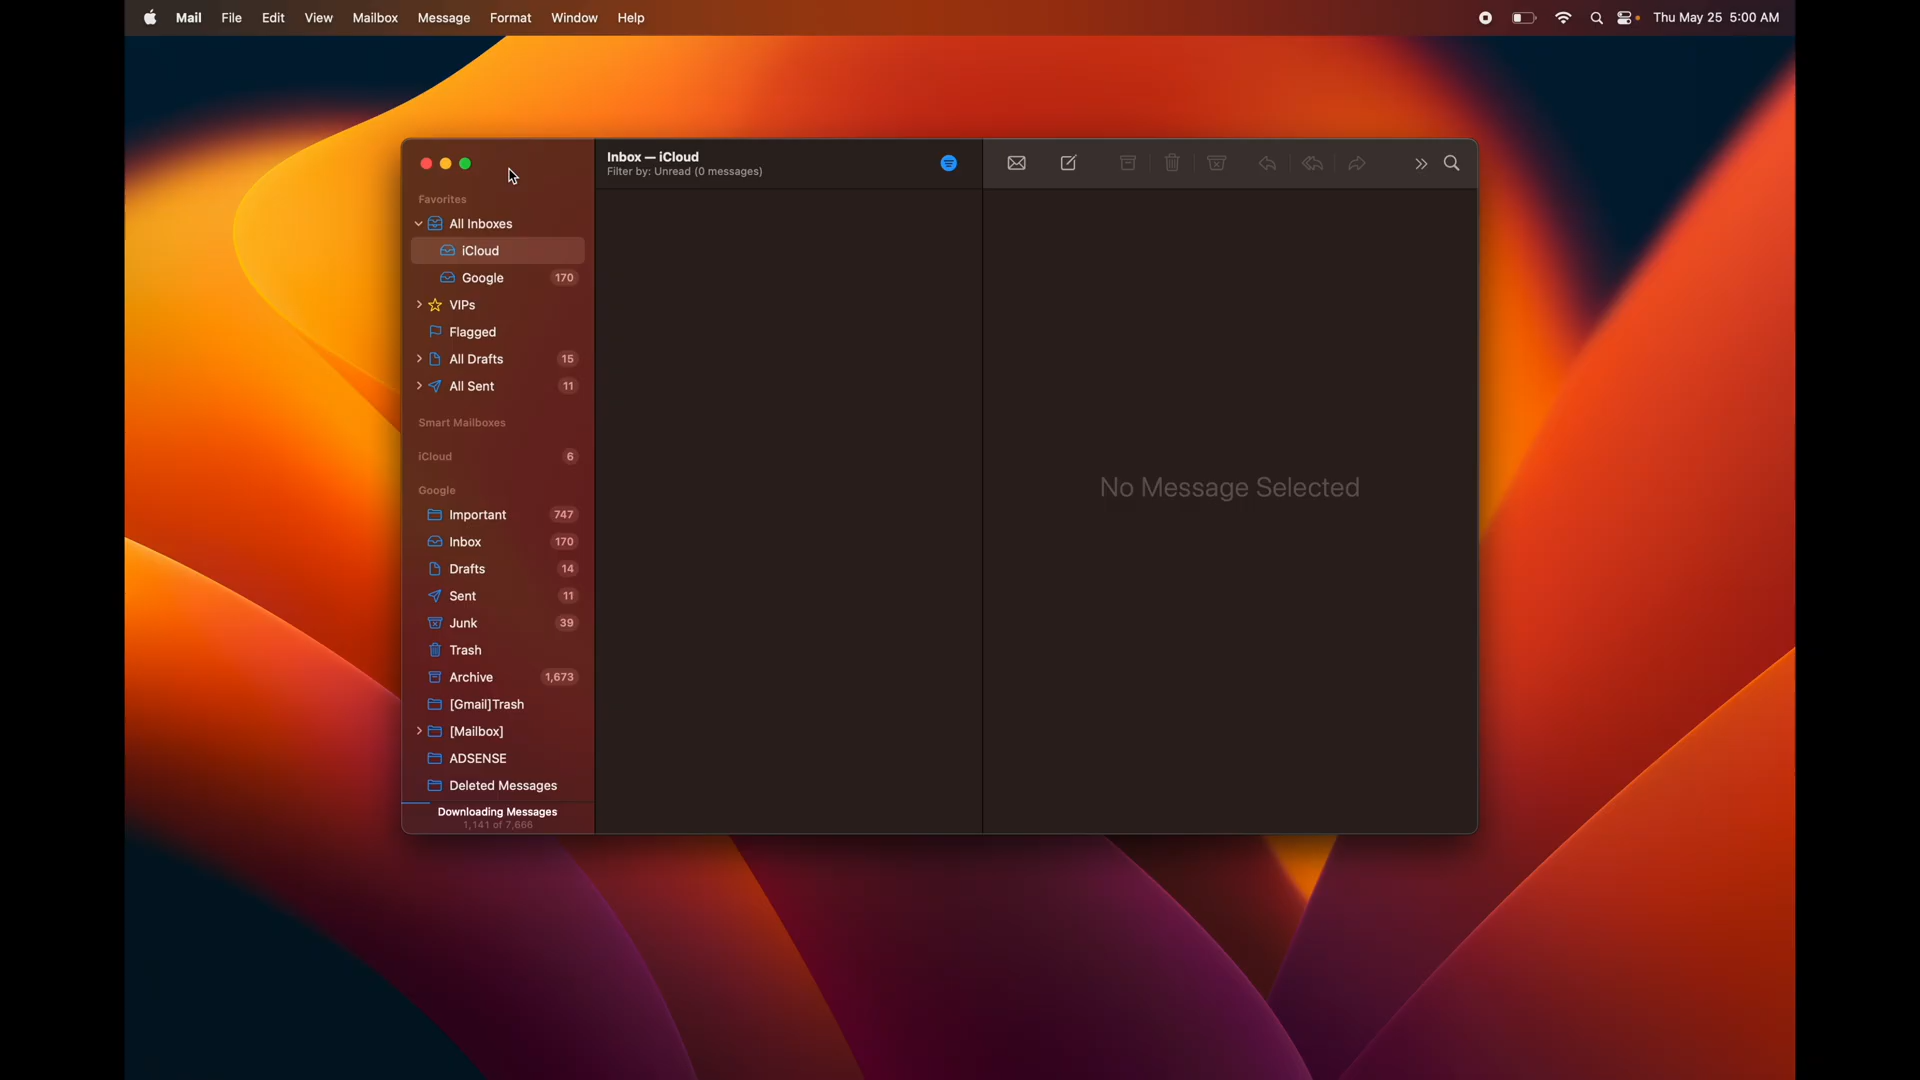 Mail File Edit View Mailbox Message Format Window Help Thu May 25 5:00 AM
Inbox — iCloud
Filter by: Unread (0 messages)
Favorites
All Inboxes
iCloud
Google 170
VIPs
Flagged
All Drafts 15
All Sent 11
Smart Mailboxes
iCloud 6
Google
Important 747
Inbox 170
Drafts 14
Sent 11
Junk 39
Trash
Archive 1,673
[Gmail]Trash
[Mailbox]
ADSENSE
Deleted Messages
Downloading Messages
1,141 of 7,666
No Message Selected